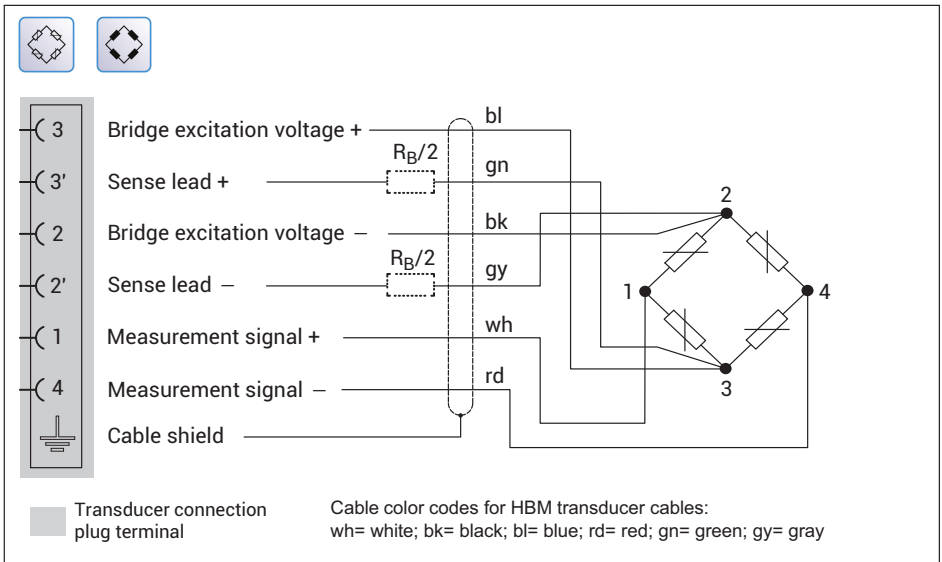 3 Bridge excitation voltage + bl
R_B/2
3' Sense lead + gn
2 Bridge excitation voltage – bk
R_B/2
2' Sense lead – gy
1 Measurement signal + wh
4 Measurement signal – rd
Cable shield
2
1
4
3
Transducer connection
plug terminal
Cable color codes for HBM transducer cables:
wh= white; bk= black; bl= blue; rd= red; gn= green; gy= gray